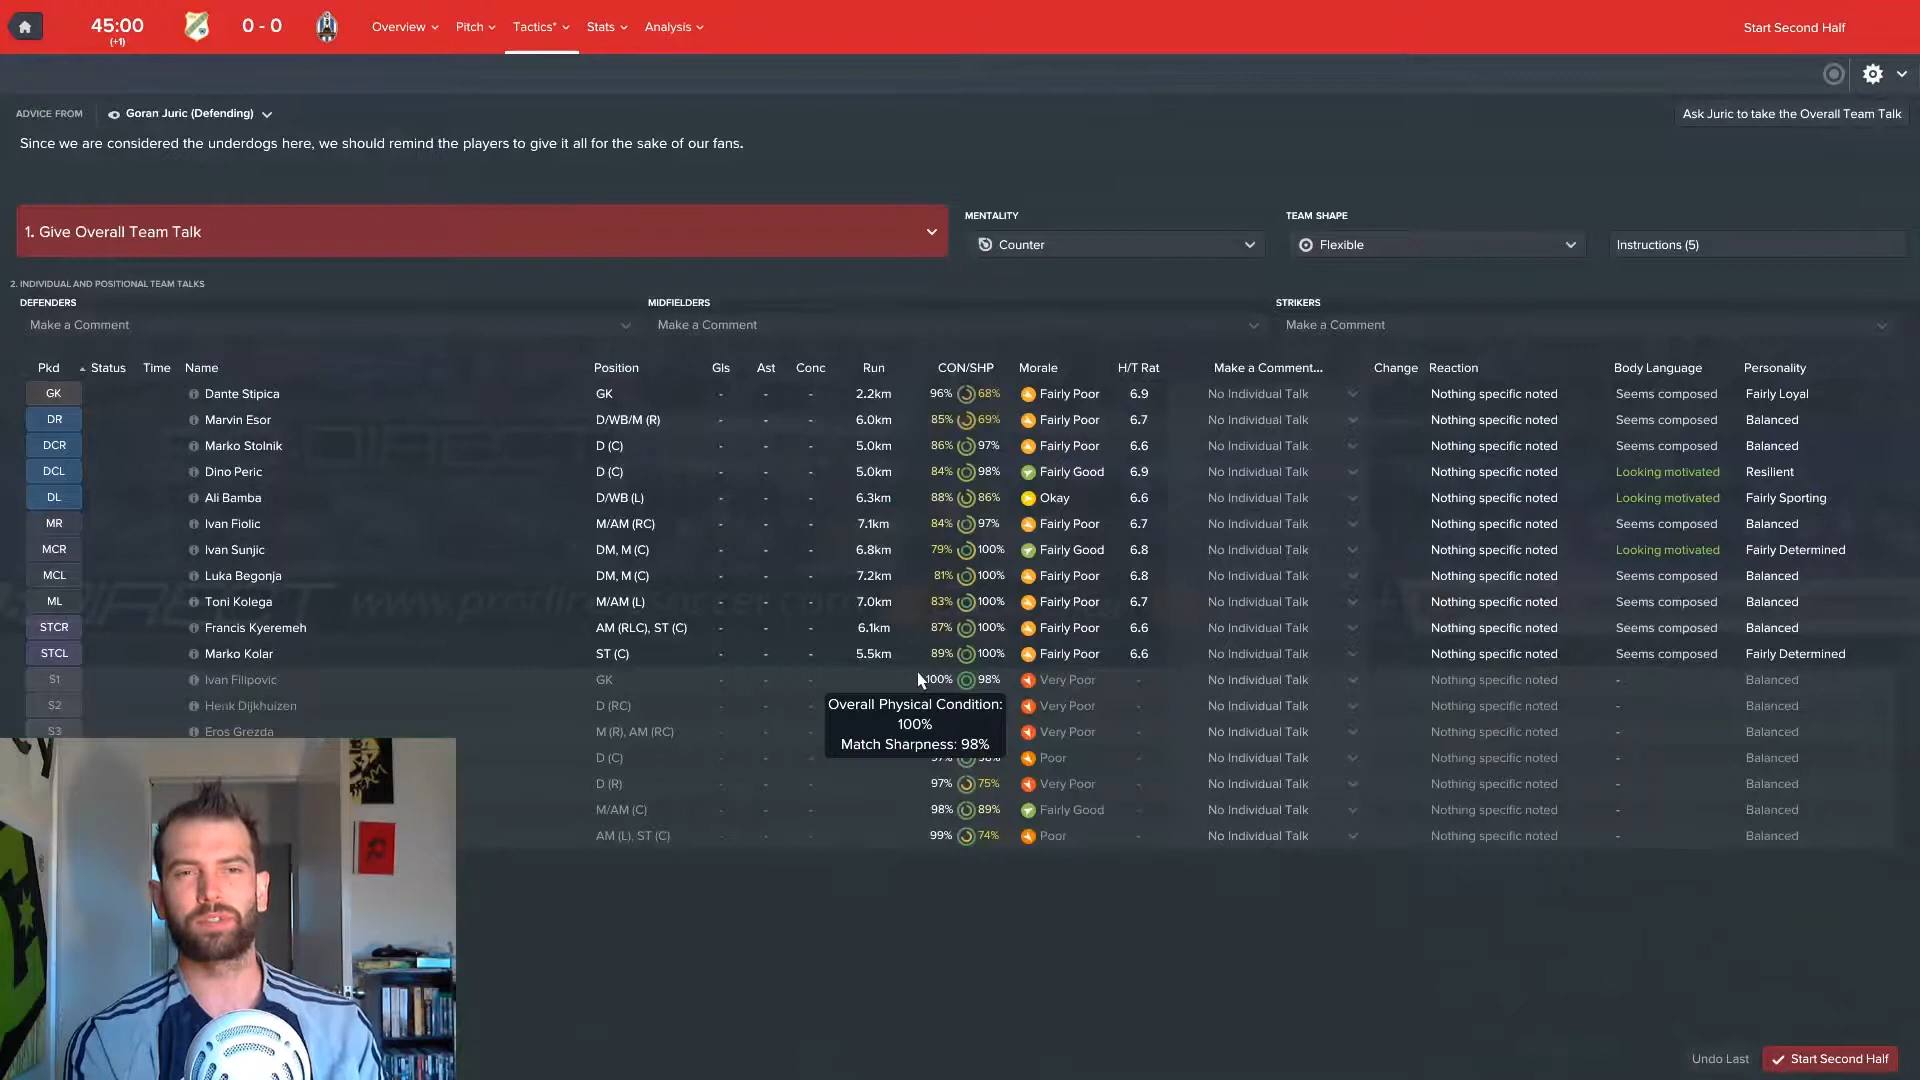 45:00
(+1)
0 - 0
Overview
Pitch
Tactics*
Stats
Analysis
Start Second Half
ADVICE FROM
Goran Juric (Defending)
Ask Juric to take the Overall Team Talk
Since we are considered the underdogs here, we should remind the players to give it all for the sake of our fans.
1. Give Overall Team Talk
MENTALITY
Counter
TEAM SHAPE
Flexible
Instructions (5)
2. INDIVIDUAL AND POSITIONAL TEAM TALKS
DEFENDERS
Make a Comment
MIDFIELDERS
Make a Comment
STRIKERS
Make a Comment
Pkd Status Time Name Position Gls Ast Conc Run CON/SHP Morale H/T Rat Make a Comment... Change Reaction Body Language Personality
GK Dante Stipica GK - - - 2.2km 96% 68% Fairly Poor 6.9 No Individual Talk Nothing specific noted Seems composed Fairly Loyal
DR Marvin Esor D/WB/M (R) - - - 6.0km 85% 69% Fairly Poor 6.7 No Individual Talk Nothing specific noted Seems composed Balanced
DCR Marko Stolnik D (C) - - - 5.0km 86% 97% Fairly Poor 6.6 No Individual Talk Nothing specific noted Seems composed Balanced
DCL Dino Peric D (C) - - - 5.0km 84% 98% Fairly Good 6.9 No Individual Talk Nothing specific noted Looking motivated Resilient
DL Ali Bamba D/WB (L) - - - 6.3km 88% 86% Okay 6.6 No Individual Talk Nothing specific noted Looking motivated Fairly Sporting
MR Ivan Fiolic M/AM (RC) - - - 7.1km 84% 97% Fairly Poor 6.7 No Individual Talk Nothing specific noted Seems composed Balanced
MCR Ivan Sunjic DM, M (C) - - - 6.8km 79% 100% Fairly Good 6.8 No Individual Talk Nothing specific noted Looking motivated Fairly Determined
MCL Luka Begonja DM, M (C) - - - 7.2km 81% 100% Fairly Poor 6.8 No Individual Talk Nothing specific noted Seems composed Balanced
ML Toni Kolega M/AM (L) - - - 7.0km 83% 100% Fairly Poor 6.7 No Individual Talk Nothing specific noted Seems composed Balanced
STCR Francis Kyeremeh AM (RLC), ST (C) - - - 6.1km 87% 100% Fairly Poor 6.6 No Individual Talk Nothing specific noted Seems composed Balanced
STCL Marko Kolar ST (C) - - - 5.5km 89% 100% Fairly Poor 6.6 No Individual Talk Nothing specific noted Seems composed Fairly Determined
S1 Ivan Filipovic GK - - - 100% 98% Very Poor - No Individual Talk Nothing specific noted - Balanced
S2 Henk Dijkhuizen D (RC) - - - Very Poor - No Individual Talk Nothing specific noted - Balanced
S3 Eros Grezda M (R), AM (RC) - - - Very Poor - No Individual Talk Nothing specific noted - Balanced
D (C) - - - Poor - No Individual Talk Nothing specific noted - Balanced
D (R) - - - 97% 75% Very Poor - No Individual Talk Nothing specific noted - Balanced
M/AM (C) - - - 98% 89% Fairly Good - No Individual Talk Nothing specific noted - Balanced
AM (L), ST (C) - - - 99% 74% Poor - No Individual Talk Nothing specific noted - Balanced
Overall Physical Condition:
100%
Match Sharpness: 98%
Undo Last
Start Second Half